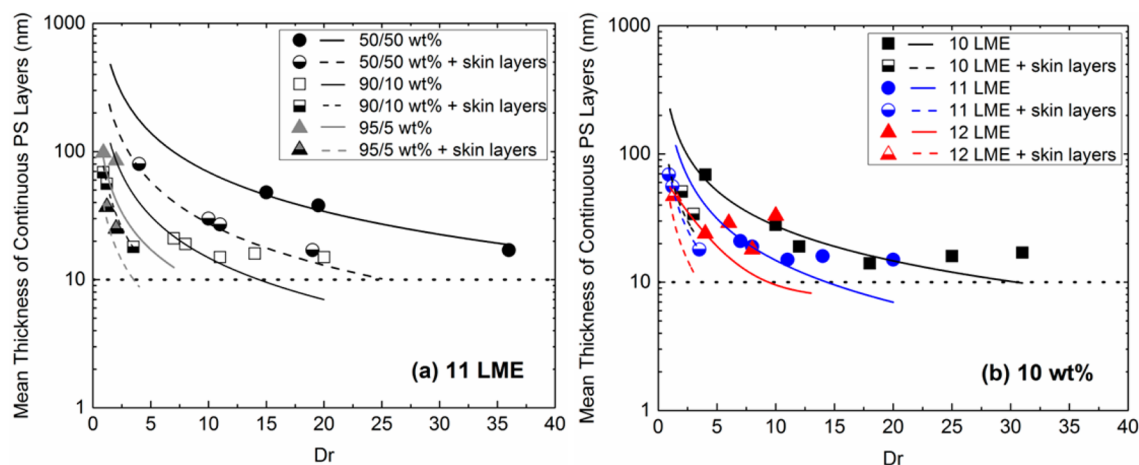 Mean Thickness of Continuous PS Layers (nm)
1000
100
10
1
50/50 wt%
50/50 wt% + skin layers
90/10 wt%
90/10 wt% + skin layers
95/5 wt%
95/5 wt% + skin layers
(a) 11 LME
0 5 10 15 20 25 30 35 40
Dr
Mean Thickness of Continuous PS Layers (nm)
1000
100
10
1
10 LME
10 LME + skin layers
11 LME
11 LME + skin layers
12 LME
12 LME + skin layers
(b) 10 wt%
0 5 10 15 20 25 30 35 40
Dr